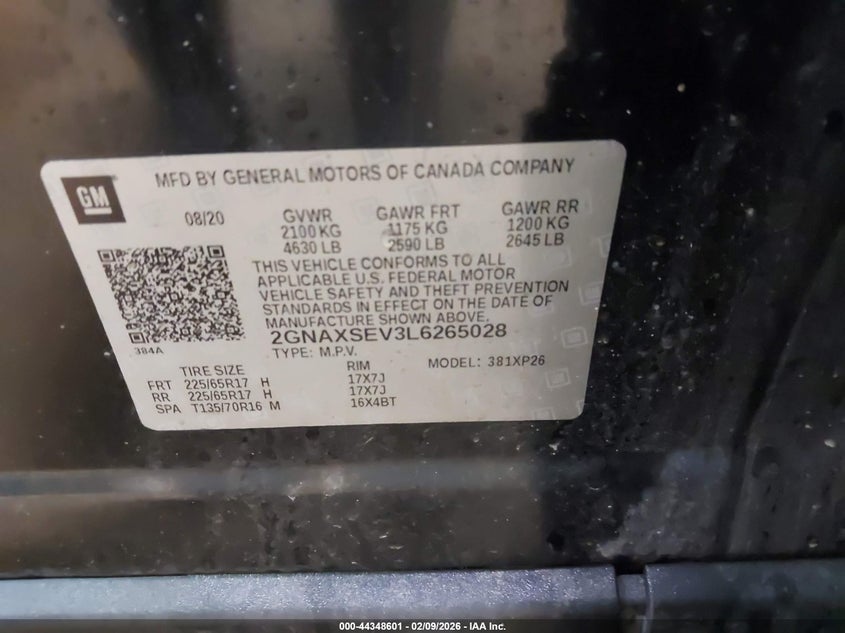 GM
MFD BY GENERAL MOTORS OF CANADA COMPANY
08/20 GVWR GAWR FRT GAWR RR
2100 KG 1175 KG 1200 KG
4630 LB 2590 LB 2645 LB
THIS VEHICLE CONFORMS TO ALL
APPLICABLE U.S. FEDERAL MOTOR
VEHICLE SAFETY AND THEFT PREVENTION
STANDARDS IN EFFECT ON THE DATE OF
MANUFACTURE SHOWN ABOVE.
2GNAXSEV3L6265028
384A
TYPE: M.P.V. MODEL: 381XP26
TIRE SIZE RIM
FRT 225/65R17 H 17X7J
RR 225/65R17 H 17X7J
SPA T135/70R16 M 16X4BT
000-44348601 - 02/09/2026 - IAA Inc.